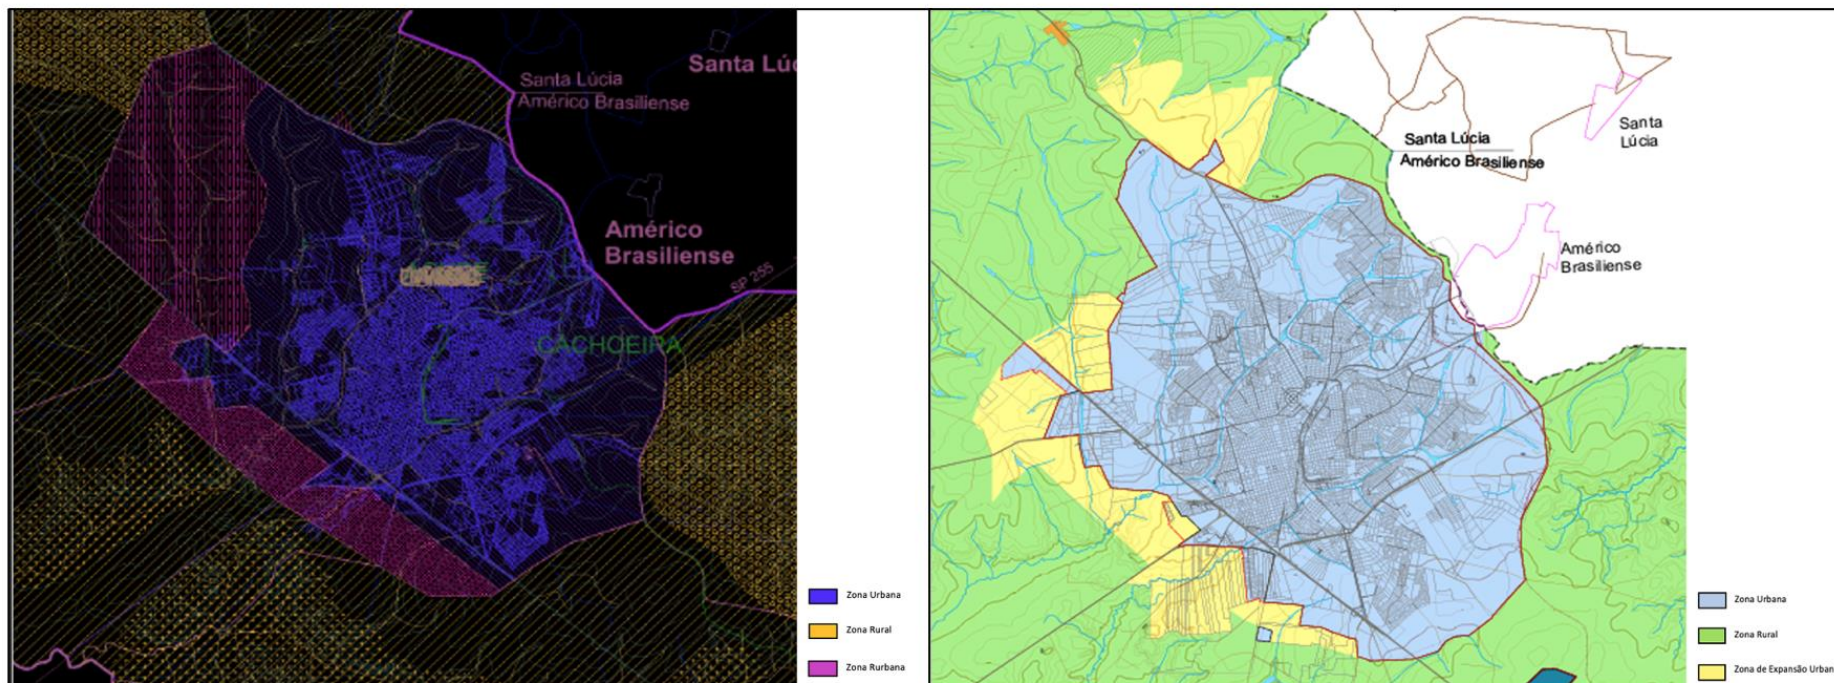 Santa Lúcia
Américo Brasiliense
Santa Lúc
Américo
Brasiliense
SP 255
CACHOEIRA
Zona Urbana
Zona Rural
Zona Rurbana
Santa Lúcia
Américo Brasiliense
Santa
Lúcia
Américo
Brasiliense
Zona Urbana
Zona Rural
Zona de Expansão Urban